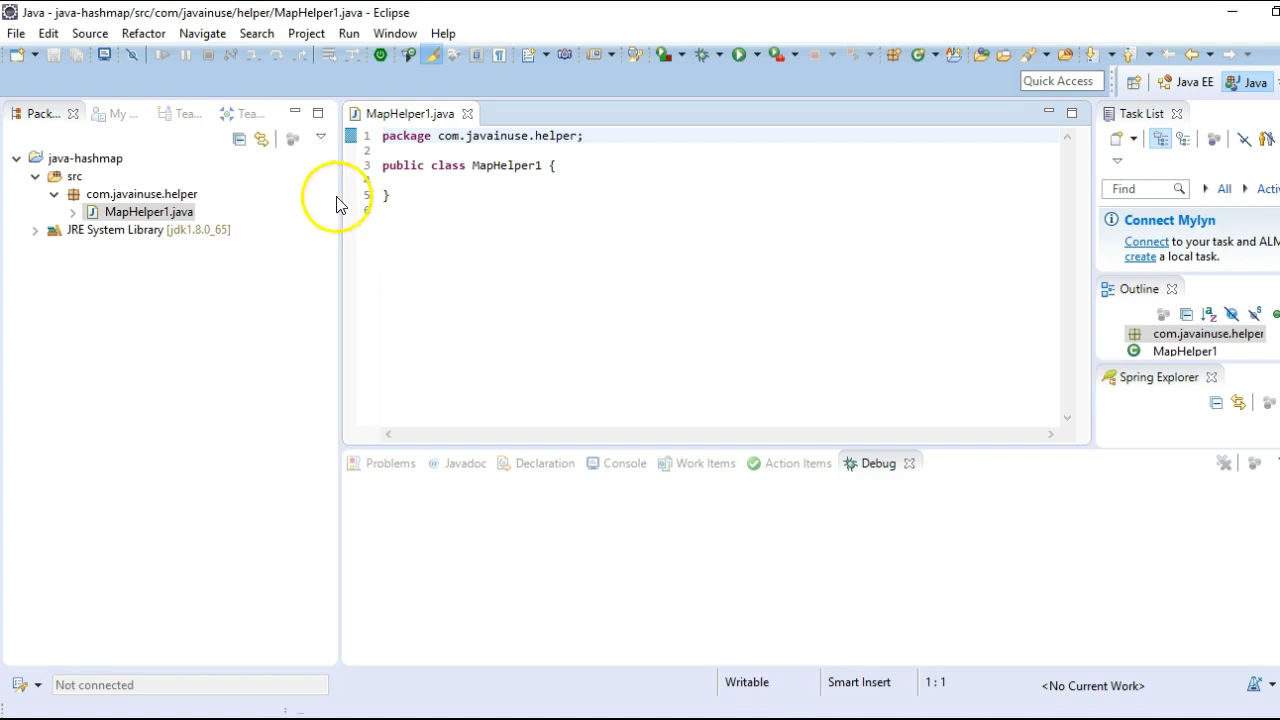 Java - java-hashmap/src/com/javainuse/helper/MapHelper1.java - Eclipse
File Edit Source Refactor Navigate Search Project Run Window Help
Quick Access
Java EE
Java
Pack...
My ...
Tea...
Tea...
java-hashmap
src
com.javainuse.helper
MapHelper1.java
JRE System Library [jdk1.8.0_65]
MapHelper1.java
1 package com.javainuse.helper;
2
3 public class MapHelper1 {
5 }
6
Task List
Find
All
Activ
Connect Mylyn
Connect to your task and ALM
create a local task.
Outline
com.javainuse.helper
MapHelper1
Spring Explorer
Problems
@ Javadoc
Declaration
Console
Work Items
Action Items
Debug
Not connected
Writable
Smart Insert
1 : 1
<No Current Work>